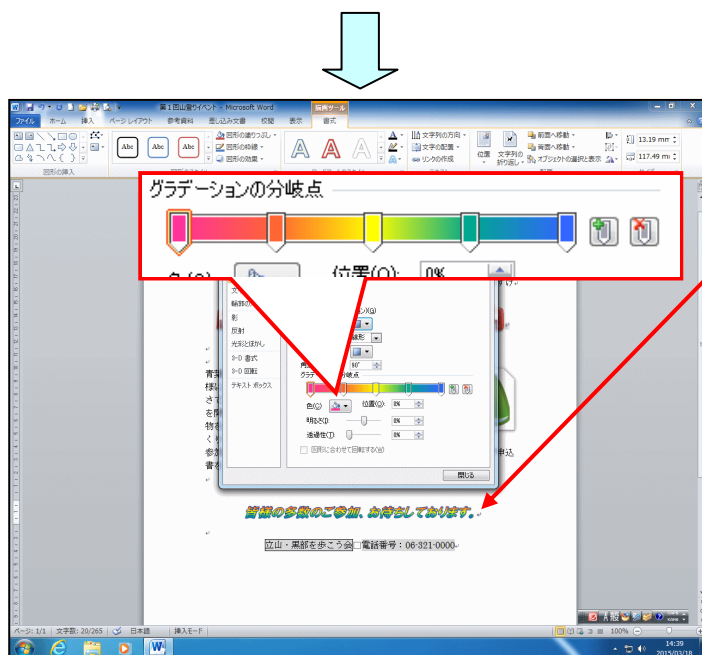 第1回山登りイベント - Microsoft Word
描画ツール
ファイル ホーム 挿入 ページレイアウト 参考資料 差し込み文書 校閲 表示 書式
Abc Abc Abc
図形の塗りつぶし
図形の枠線
図形の効果
A A A
文字列の方向
文字の配置
リンクの作成
位置
文字列の折り返し
前面へ移動
背面へ移動
オブジェクトの選択と表示
13.19 mm
117.49 mm
図形の挿入
グラデーションの分岐点
位置(O): 0%
影
反射
光彩とぼかし
3-D 書式
3-D 回転
テキスト ボックス
90°
色(C) 位置(O): 0%
明るさ(I): 0%
透過性(T): 0%
図形に合わせて回転する(W)
閉じる
皆様の多数のご参加、お待ちしております。
立山・黒部を歩こう会□電話番号：06-321-0000
ページ: 1/1 文字数: 20/265 日本語 挿入モード
100%
A 般
14:39
2015/03/18